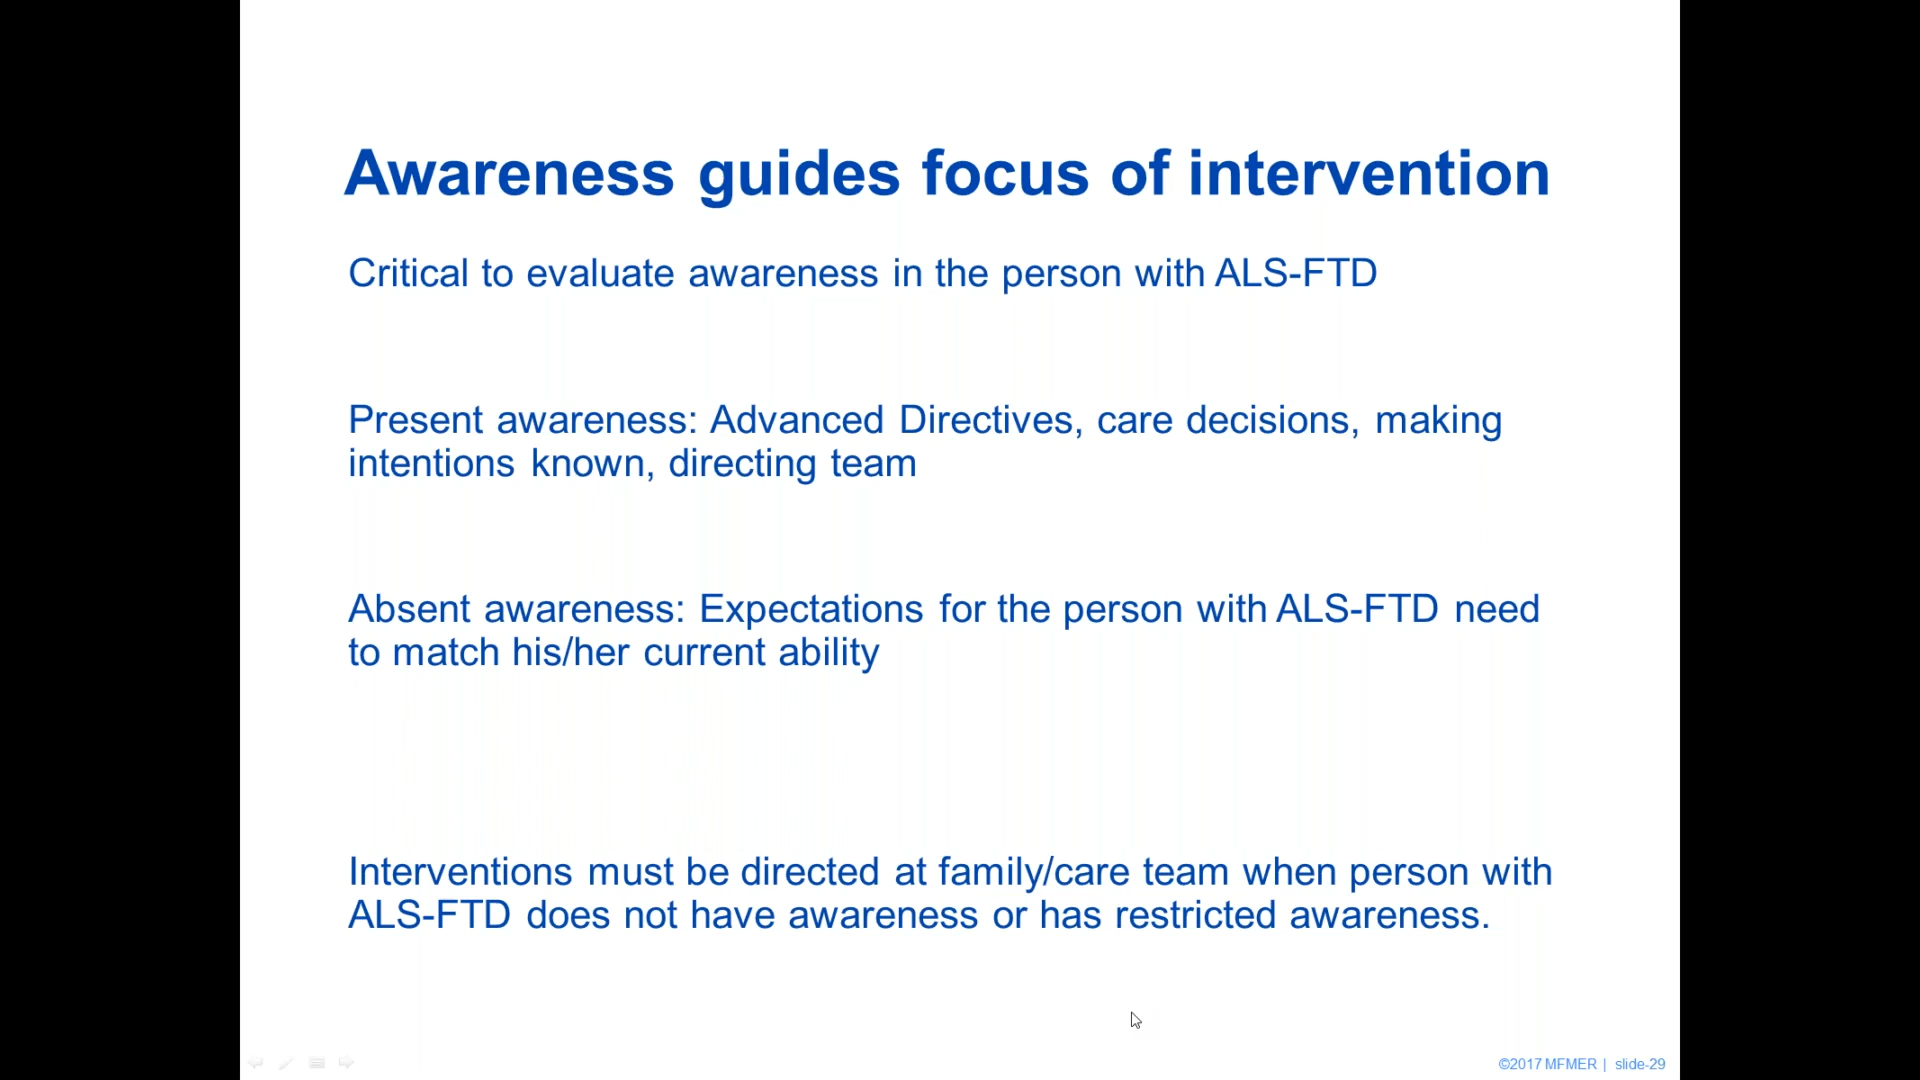 Awareness guides focus of intervention
Critical to evaluate awareness in the person with ALS-FTD
Present awareness: Advanced Directives, care decisions, making
intentions known, directing team
Absent awareness: Expectations for the person with ALS-FTD need
to match his/her current ability
Interventions must be directed at family/care team when person with
ALS-FTD does not have awareness or has restricted awareness.
©2017 MFMER | slide-29